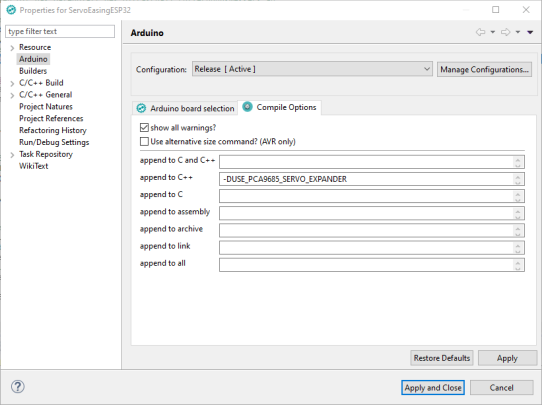 Properties for ServoEasingESP32
type filter text
Resource
Arduino
Builders
C/C++ Build
C/C++ General
Project Natures
Project References
Refactoring History
Run/Debug Settings
Task Repository
WikiText
Arduino
Configuration: Release [ Active ] Manage Configurations...
Arduino board selection Compile Options
show all warnings?
Use alternative size command? (AVR only)
append to C and C++
append to C++ -DUSE_PCA9685_SERVO_EXPANDER
append to C
append to assembly
append to archive
append to link
append to all
Restore Defaults Apply
? Apply and Close Cancel